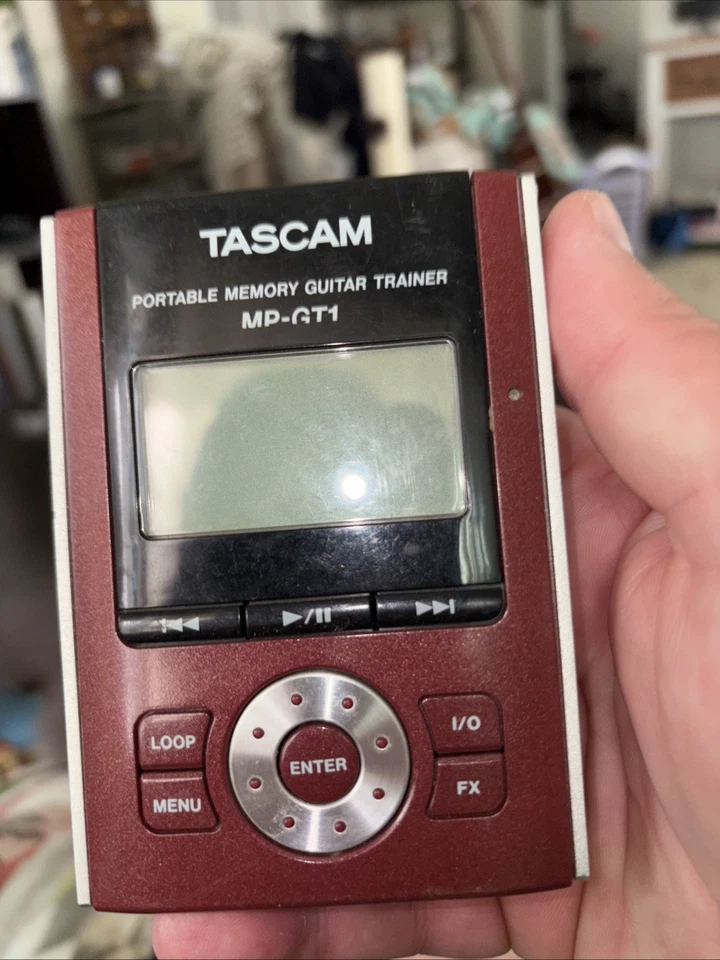 TASCAM
PORTABLE MEMORY GUITAR TRAINER
MP-GT1
LOOP
I/O
ENTER
MENU
FX